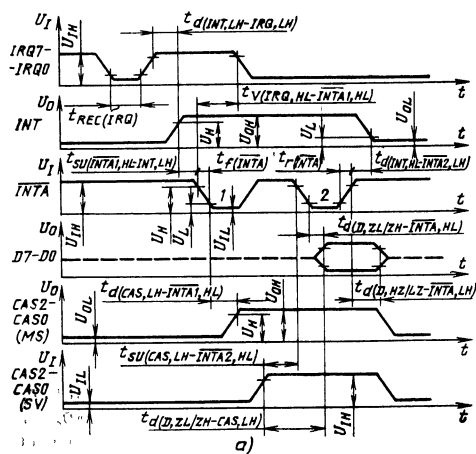 U_I
IRQ7-
-IRQ0
U_IH
t_d(INT,LH-IRQ,LH)
t
t_REC(IRQ)
t_V(IRQ,HL-INTA1,HL)
U_O
INT
U_H
U_OH
U_L
U_OL
t
t_SU(INTA1,HL-INT,LH)
t_f(INTA)
t_r(INTA)
t_d(INT,HL-INTA2,LH)
U_I
INTA
U_IH
U_H
U_L
U_IL
1
2
t
U_O
D7-D0
t_d(D,ZL/ZH-INTA,HL)
t
t_d(CAS,LH-INTA1,HL)
t_d(D,HZ/LZ-INTA,LH)
U_O
CAS2-
CAS0
(MS)
U_OL
U_H
U_OH
t
t_SU(CAS,LH-INTA2,HL)
U_I
CAS2-
CAS0
(SV)
U_IL
U_IH
t
t_d(D,ZL/ZH-CAS,LH)
а)